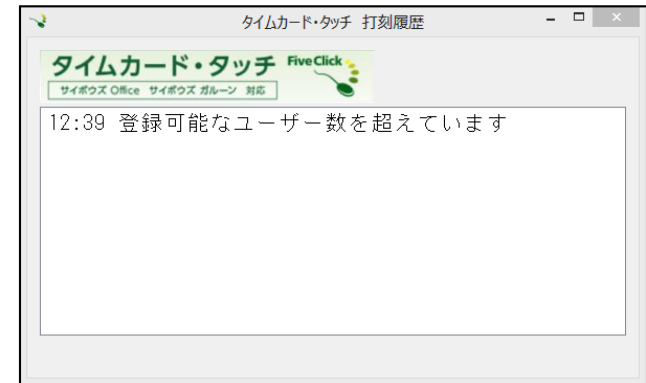 タイムカード・タッチ 打刻履歴
タイムカード・タッチ FiveClick
サイボウズ Office サイボウズ ガルーン 対応
12:39 登録可能なユーザー数を超えています